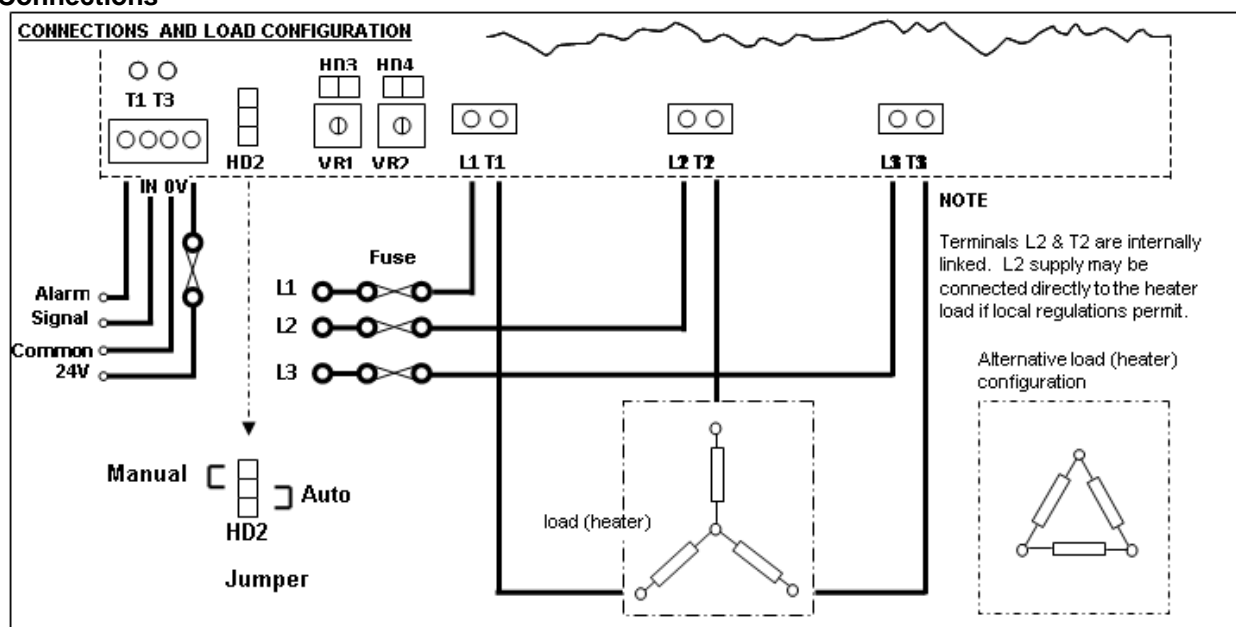 Connections
CONNECTIONS AND LOAD CONFIGURATION
HD3 HD4
T1 T3
HD2 VR1 VR2 L1 T1 L2 T2 L3 T3
IN 0V
NOTE
Terminals L2 & T2 are internally
linked. L2 supply may be
connected directly to the heater
load if local regulations permit.
Fuse
Alarm
Signal
Common
24V
L1
L2
L3
Alternative load (heater)
configuration
Manual
Auto
HD2
Jumper
load (heater)